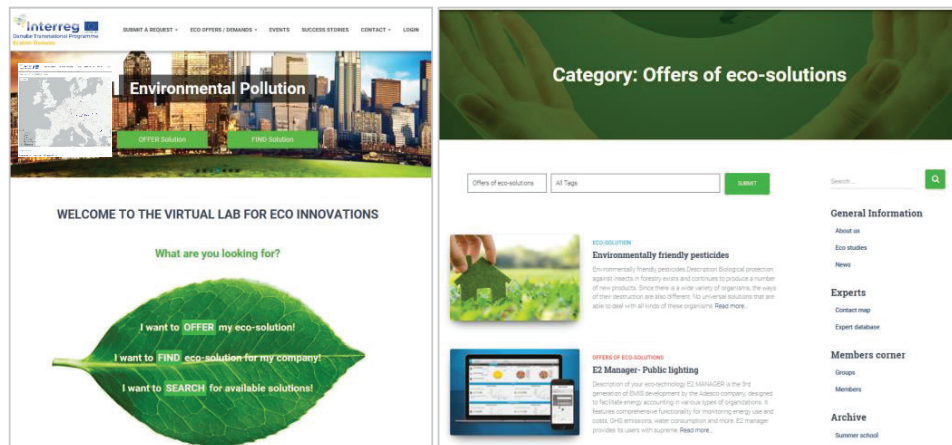 Interreg
Danube Transnational Programme
SUBMIT A REQUEST
ECO OFFERS / DEMANDS
EVENTS
SUCCESS STORIES
CONTACT
LOGIN
Environmental Pollution
OFFER Solution
FIND Solution
WELCOME TO THE VIRTUAL LAB FOR ECO INNOVATIONS
What are you looking for?
I want to OFFER my eco-solution!
I want to FIND eco-solution for my company!
I want to SEARCH for available solutions!
Category: Offers of eco-solutions
Offers of eco-solutions
All Tags
SUBMIT
ECO-SOLUTION
Environmentally friendly pesticides
Environmentally friendly pesticides Description Biological protection
against insects in forestry exists and continues to produce a number
of new products. Since there is a wide variety of organisms, the ways
of their destruction are also different. No universal solutions that are
able to deal with all kinds of these organisms. Read more...
OFFERS OF ECO-SOLUTIONS
E2 Manager- Public lighting
Description of your eco-technology E2 MANAGER is the 3rd
generation of EMIS development by the Adesco company, designed
to facilitate energy accounting in various types of organizations. It
features comprehensive functionality for monitoring energy use and
costs, GHG emissions, water consumption and more. E2 manager
provides its users with supreme. Read more...
Search ...
General Information
About us
Eco studies
News
Experts
Contact map
Expert database
Members corner
Groups
Members
Archive
Summer school